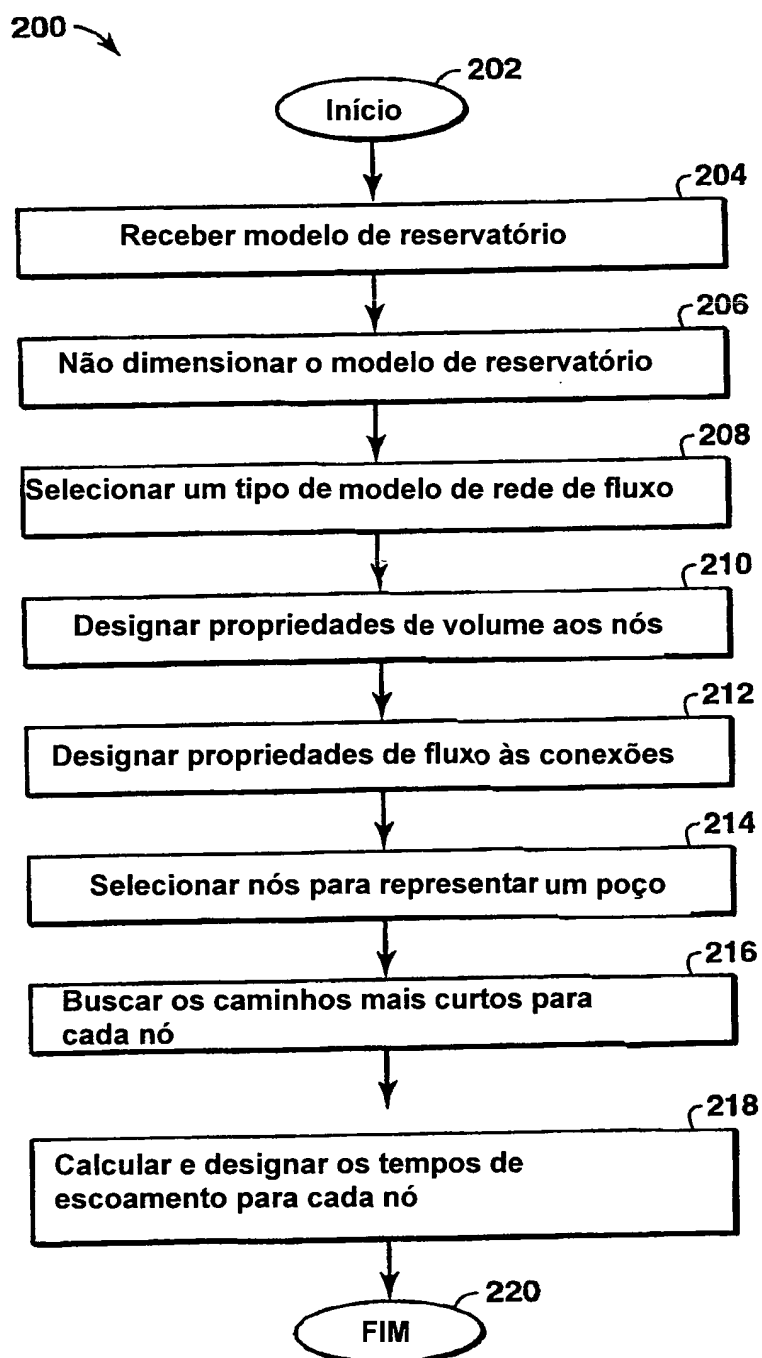 200
202
Início
204
Receber modelo de reservatório
206
Não dimensionar o modelo de reservatório
208
Selecionar um tipo de modelo de rede de fluxo
210
Designar propriedades de volume aos nós
212
Designar propriedades de fluxo às conexões
214
Selecionar nós para representar um poço
216
Buscar os caminhos mais curtos para
cada nó
218
Calcular e designar os tempos de
escoamento para cada nó
220
FIM